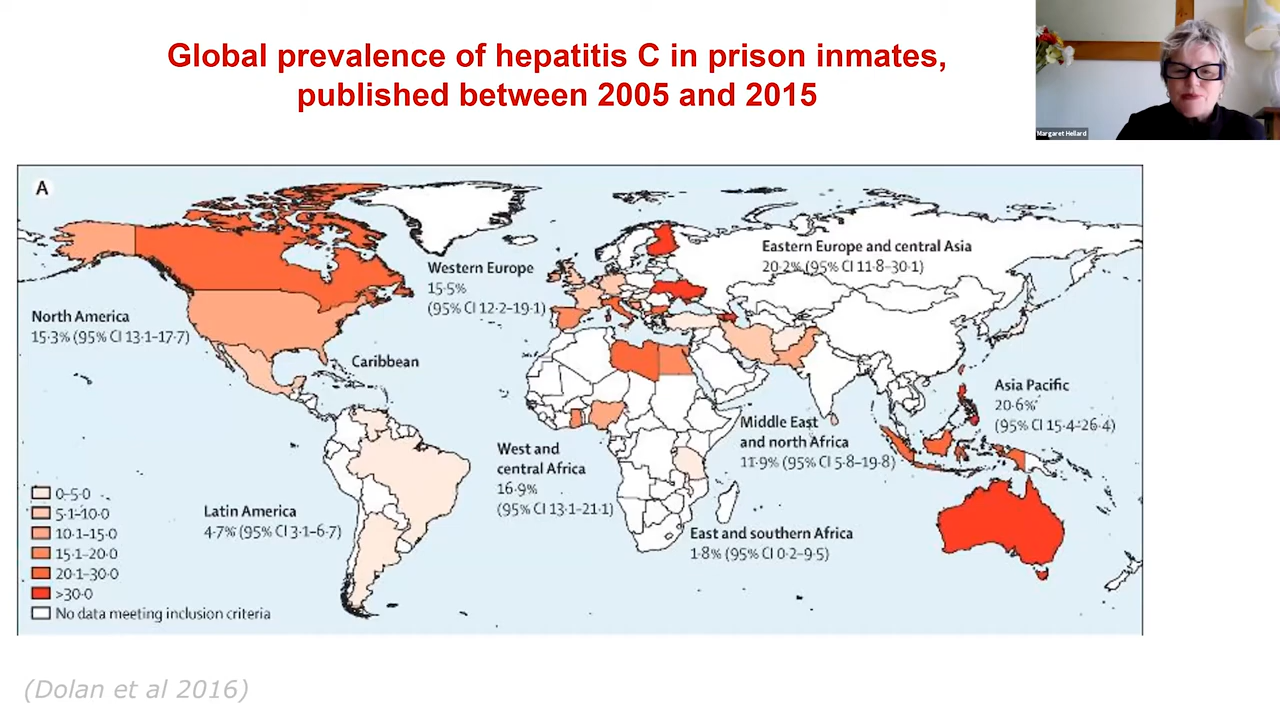 Global prevalence of hepatitis C in prison inmates,
published between 2005 and 2015
Margaret Hellard
A
North America
15·3% (95% CI 13·1–17·7)
Western Europe
15·5%
(95% CI 12·2–19·1)
Eastern Europe and central Asia
20·2% (95% CI 11·8–30·1)
Caribbean
Asia Pacific
20·6%
(95% CI 15·4–26·4)
Middle East
and north Africa
11·9% (95% CI 5·8–19·8)
West and
central Africa
16·9%
(95% CI 13·1–21·1)
Latin America
4·7% (95% CI 3·1–6·7)
East and southern Africa
1·8% (95% CI 0·2–9·5)
0–5·0
5·1–10·0
10·1–15·0
15·1–20·0
20·1–30·0
>30·0
No data meeting inclusion criteria
(Dolan et al 2016)